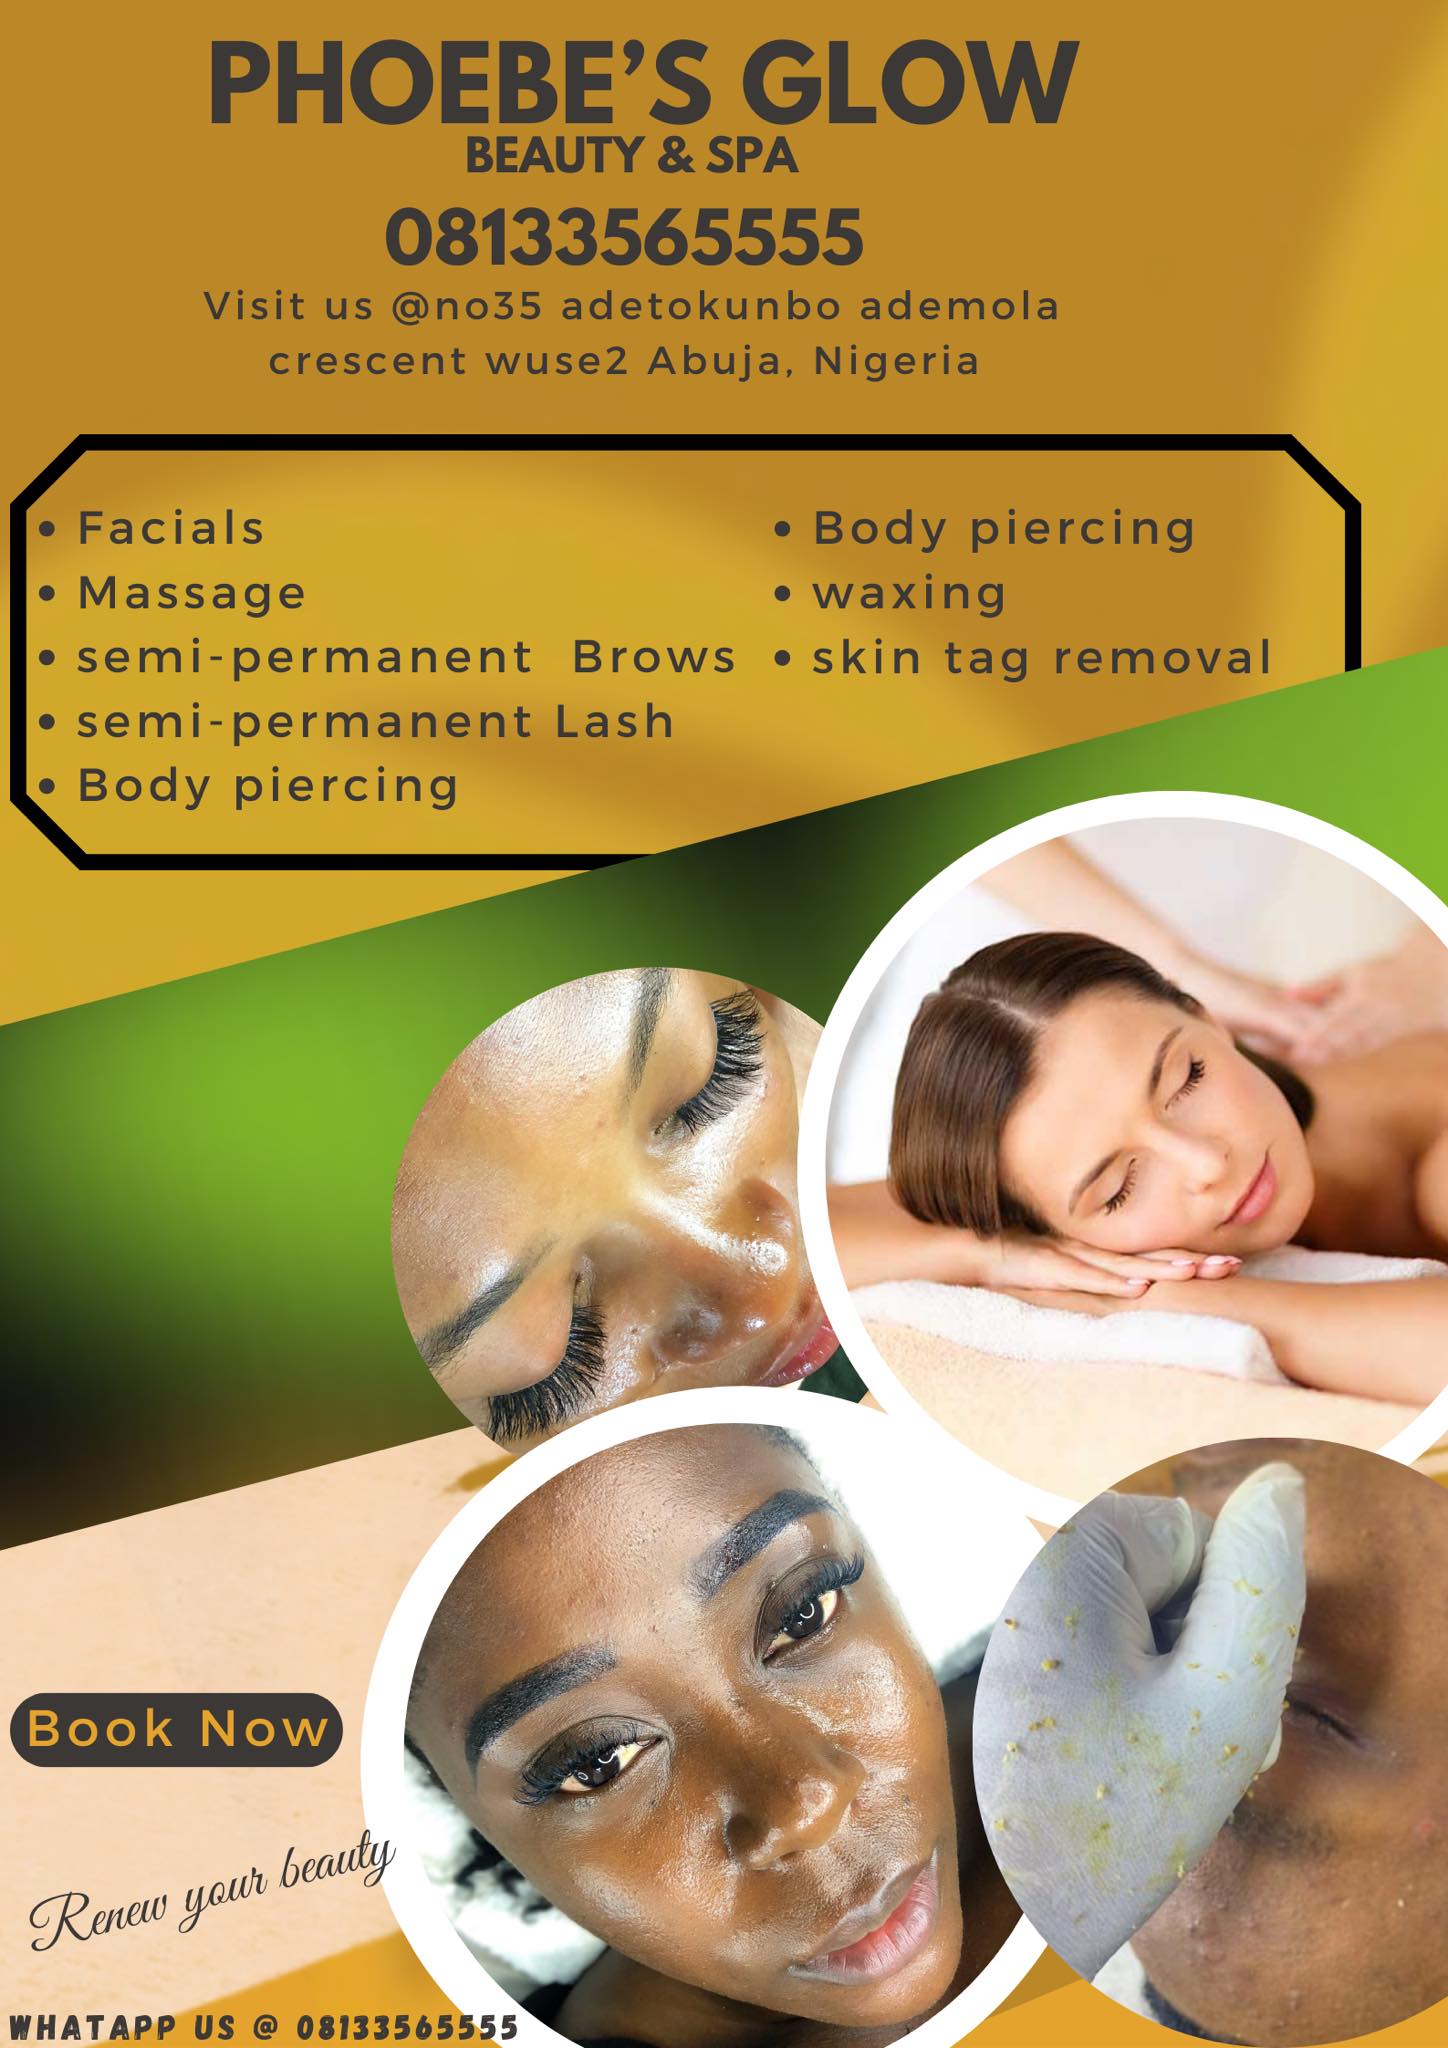 PHOEBE’S GLOW
BEAUTY & SPA
08133565555
Visit us @no35 adetokunbo ademola
crescent wuse2 Abuja, Nigeria
• Facials
• Massage
• semi-permanent Brows
• semi-permanent Lash
• Body piercing
• Body piercing
• waxing
• skin tag removal
Book Now
Renew your beauty
WHATAPP US @ 08133565555